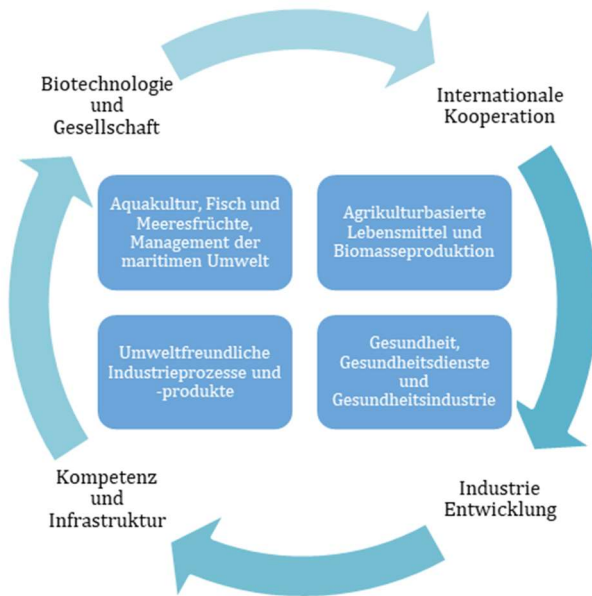 Biotechnologie
und
Gesellschaft
Internationale
Kooperation
Aquakultur, Fisch und
Meeresfrüchte,
Management der
maritimen Umwelt
Agrikulturbasierte
Lebensmittel und
Biomasseproduktion
Umweltfreundliche
Industrieprozesse und
-produkte
Gesundheit,
Gesundheitsdienste
und
Gesundheitsindustrie
Kompetenz
und
Infrastruktur
Industrie
Entwicklung